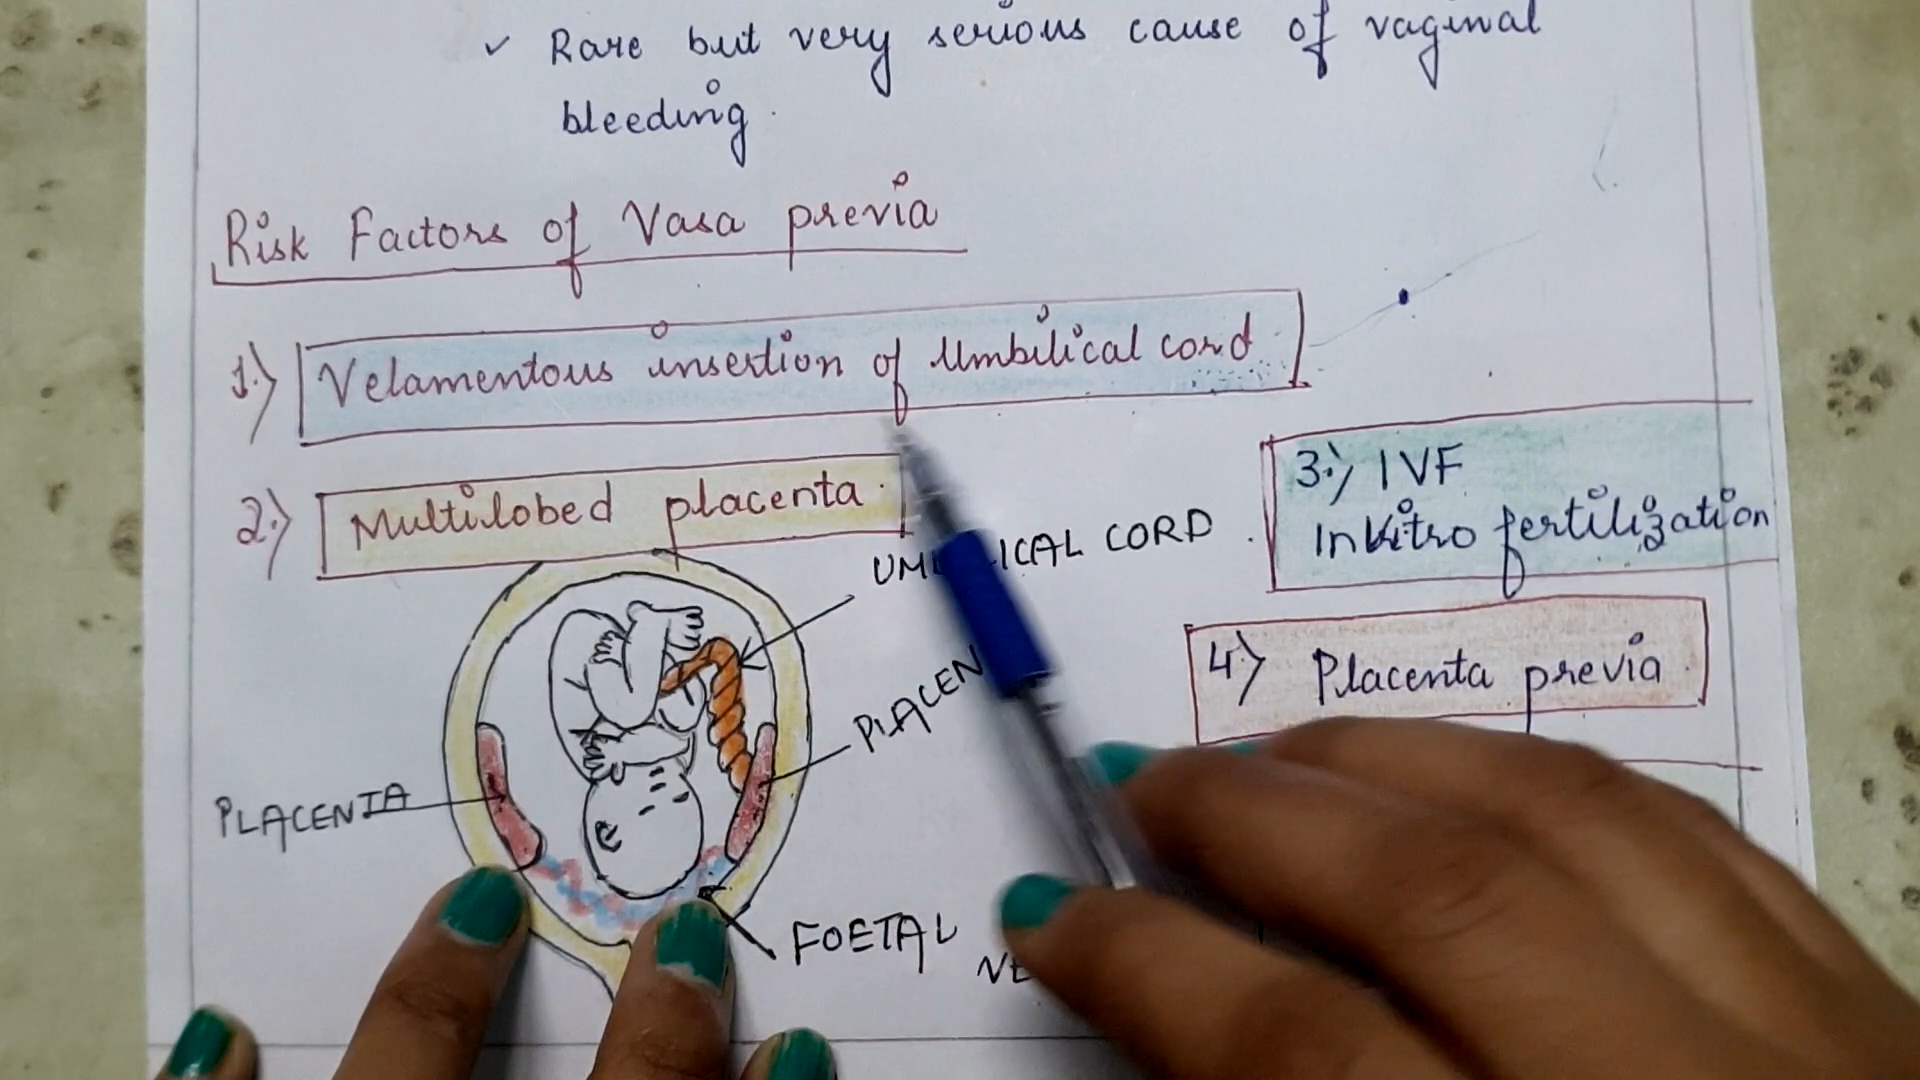 ✓ Rare but very serious cause of vaginal
bleeding.
Risk Factors of Vasa previa
1.) Velamentous insertion of Umbilical cord
2.) Multilobed placenta.
3.) IVF
InVitro fertilization
4.) Placenta previa.
CORD
PLACENTA
FOETAL